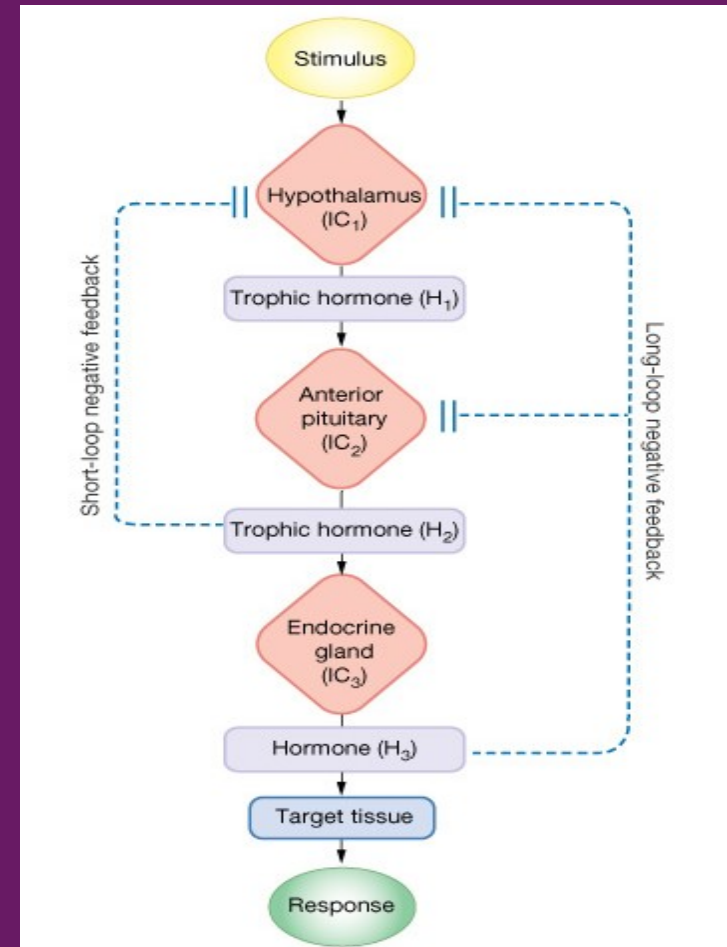 Stimulus
Hypothalamus
(IC₁)
Trophic hormone (H₁)
Anterior
pituitary
(IC₂)
Trophic hormone (H₂)
Endocrine
gland
(IC₃)
Hormone (H₃)
Target tissue
Response
Short-loop negative feedback
Long-loop negative feedback